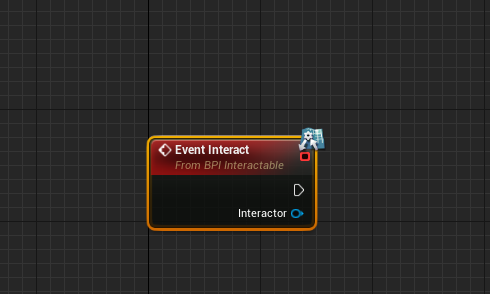 Event Interact
From BPI Interactable
Interactor